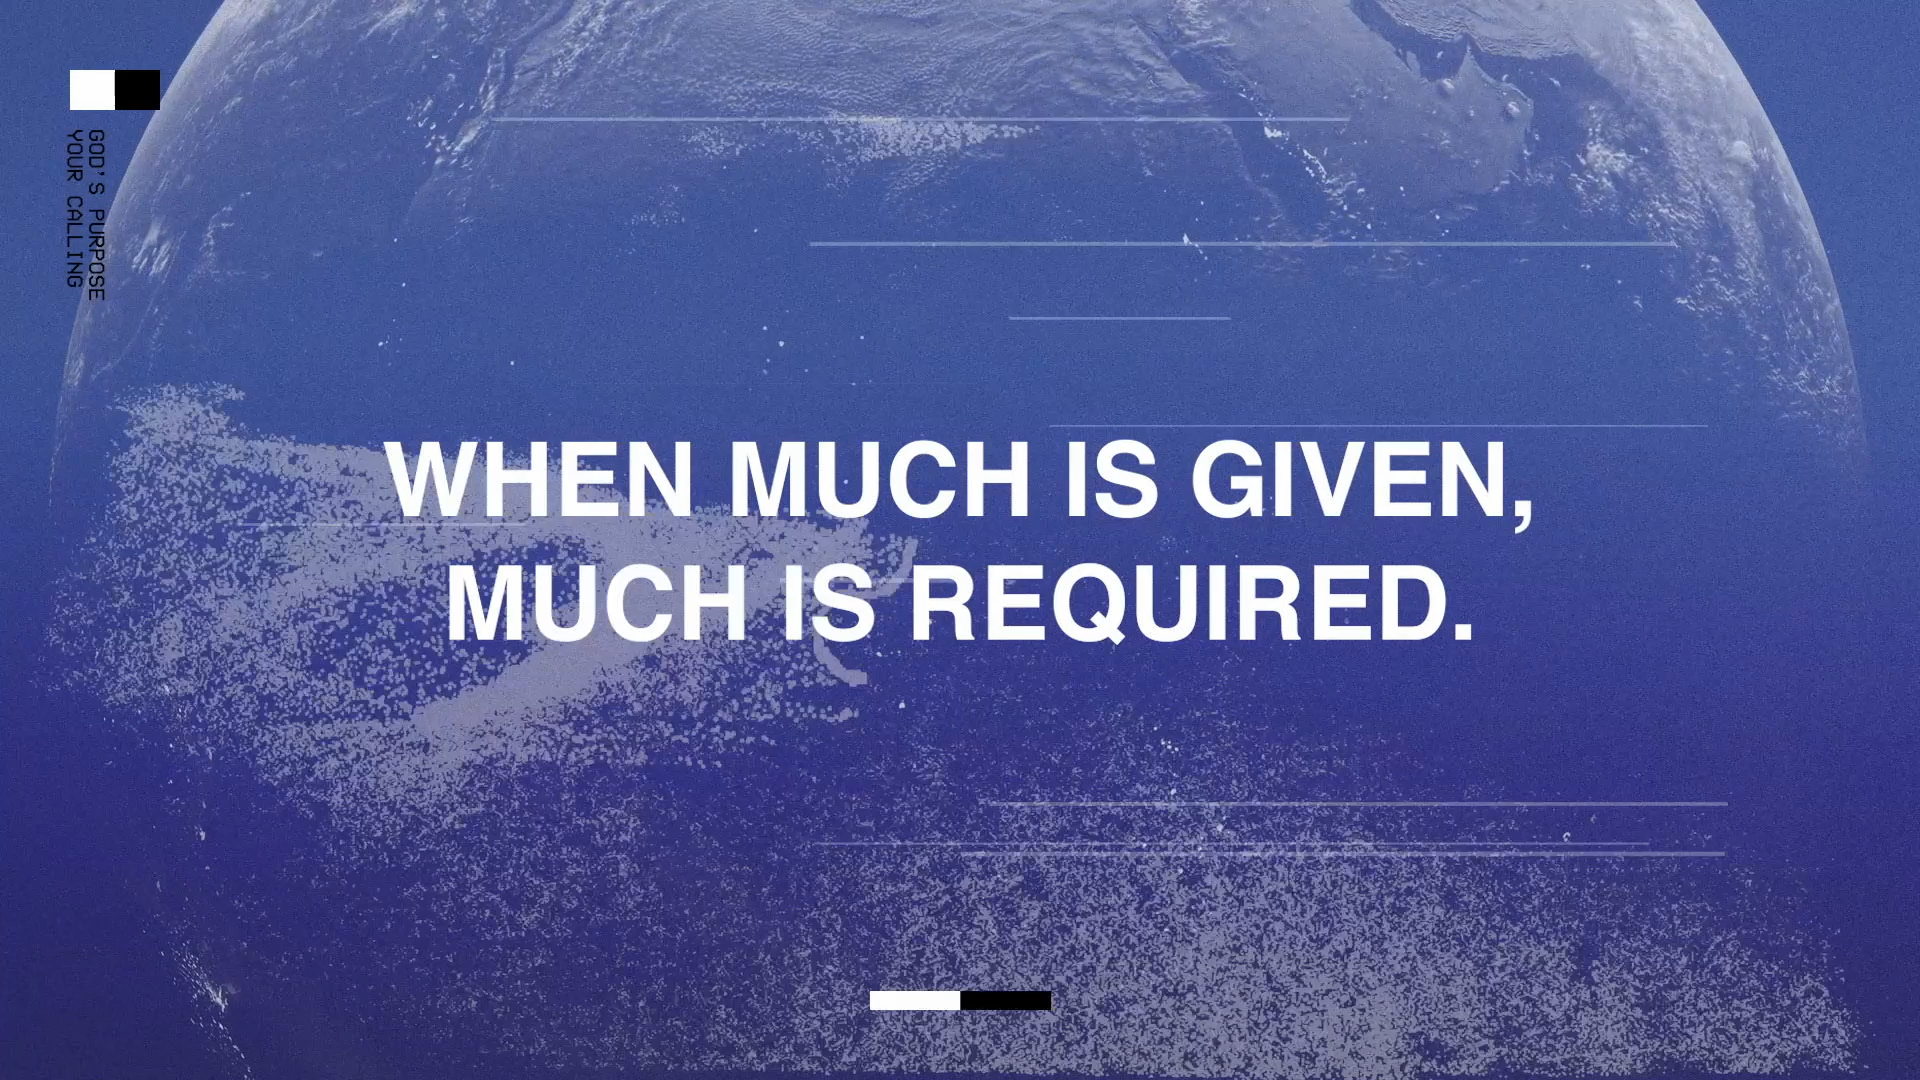 GOD'S PURPOSE
YOUR CALLING
WHEN MUCH IS GIVEN,
MUCH IS REQUIRED.